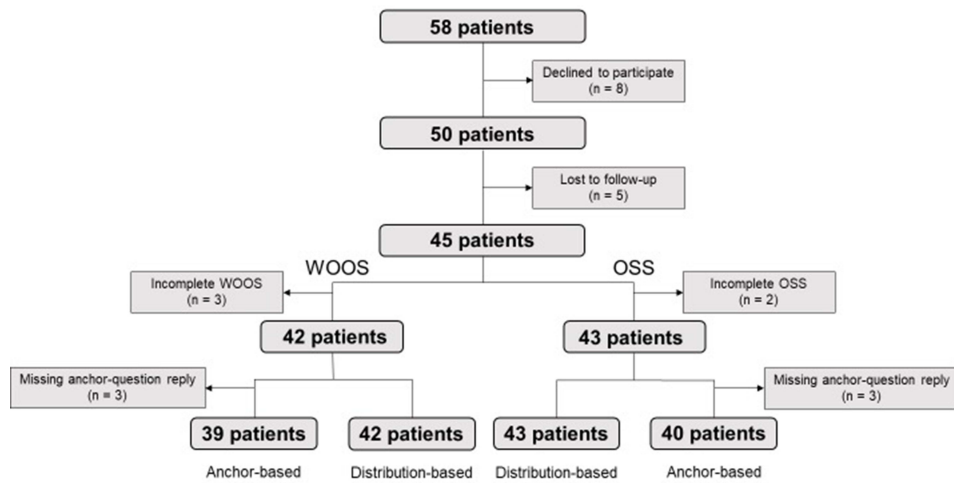 58 patients
Declined to participate
(n = 8)
50 patients
Lost to follow-up
(n = 5)
45 patients
WOOS
OSS
Incomplete WOOS
(n = 3)
Incomplete OSS
(n = 2)
42 patients
43 patients
Missing anchor-question reply
(n = 3)
Missing anchor-question reply
(n = 3)
39 patients
42 patients
43 patients
40 patients
Anchor-based
Distribution-based
Distribution-based
Anchor-based